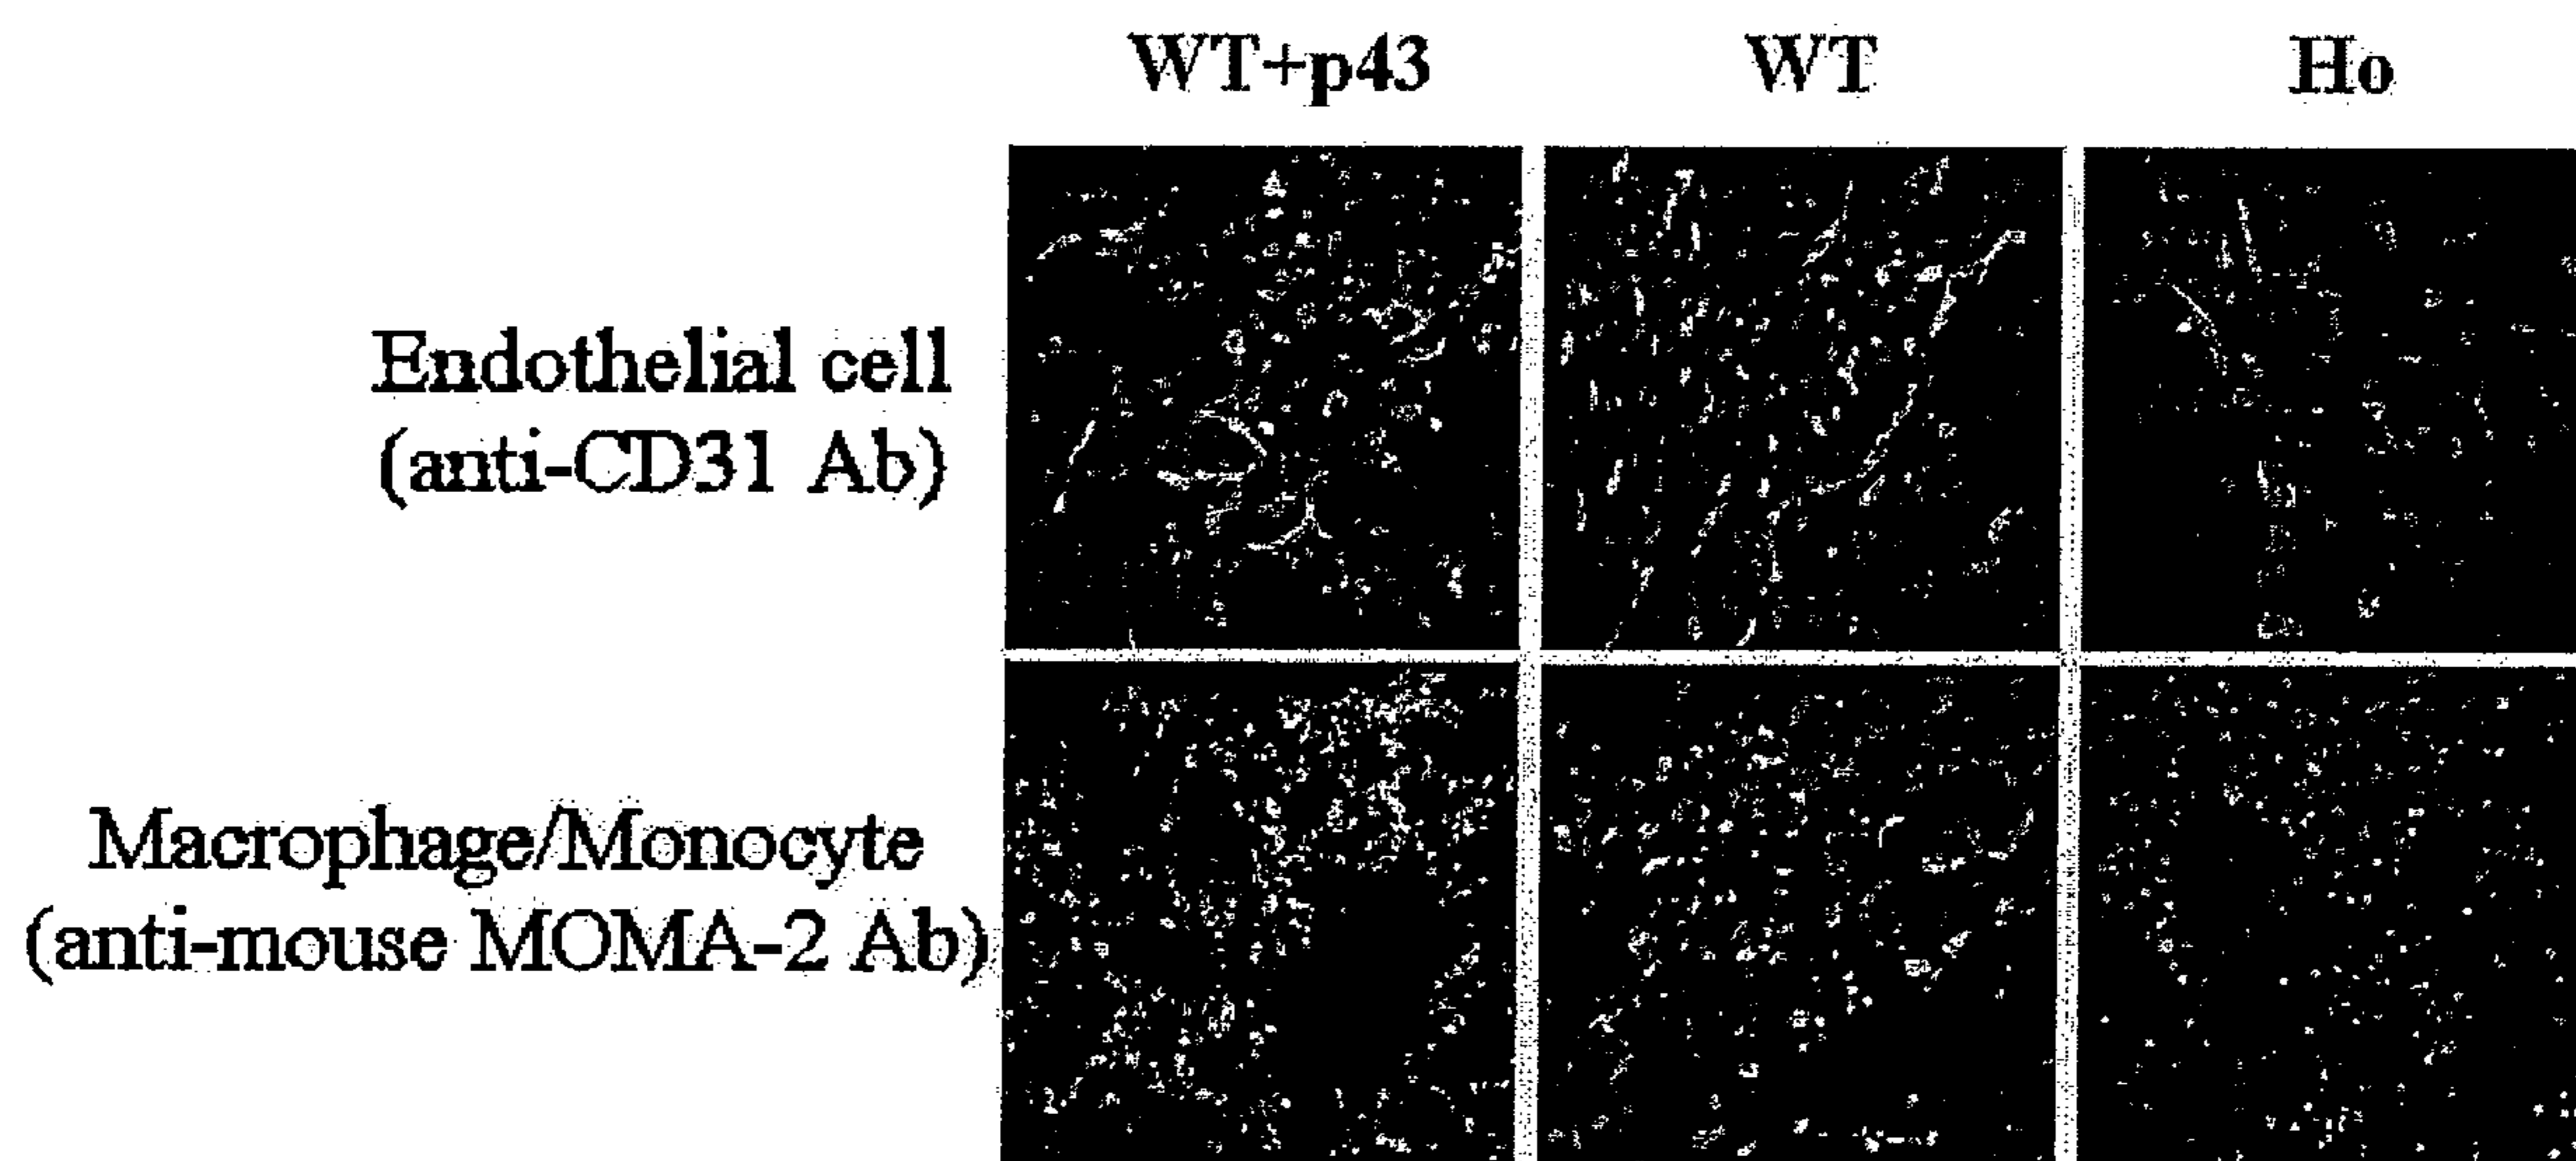 WT+p43 WT Ho
Endothelial cell
(anti-CD31 Ab)
Macrophage/Monocyte
(anti-mouse MOMA-2 Ab)